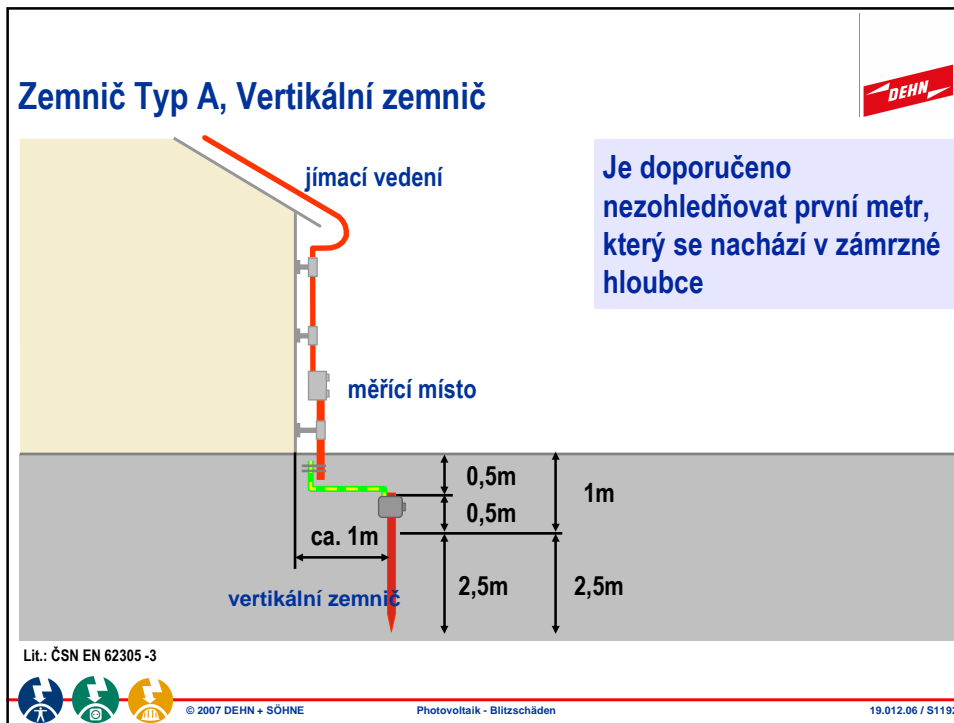 Zemnič Typ A, Vertikální zemnič
DEHN
jímací vedení
Je doporučeno
nezohledňovat první metr,
který se nachází v zámrzné
hloubce
měřící místo
0,5m
1m
0,5m
ca. 1m
2,5m
2,5m
vertikální zemnič
Lit.: ČSN EN 62305 -3
© 2007 DEHN + SÖHNE
Photovoltaik - Blitzschäden
19.012.06 / S1192